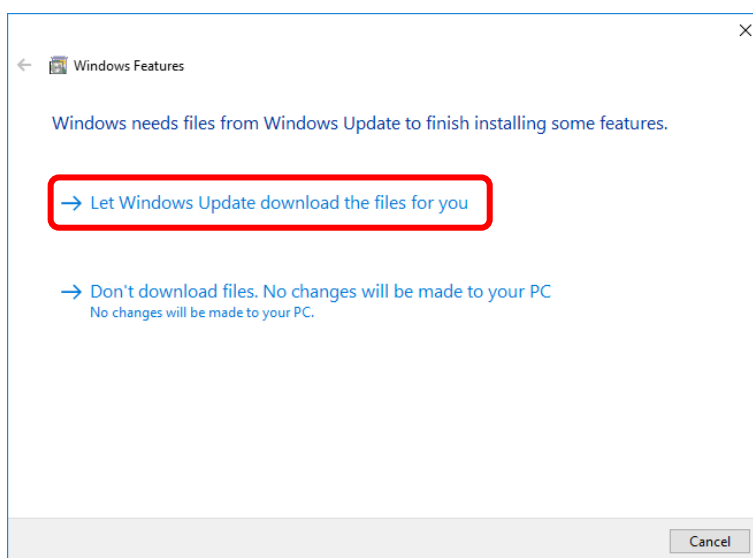 Windows Features
Windows needs files from Windows Update to finish installing some features.
Let Windows Update download the files for you
Don't download files. No changes will be made to your PC
No changes will be made to your PC.
Cancel